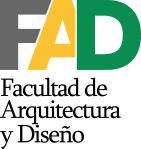 FAD
Facultad de
Arquitectura
y Diseño